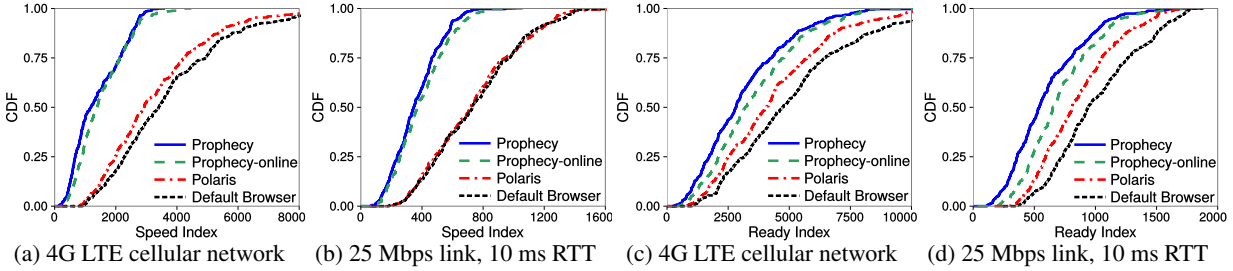 1.00
0.75
0.50
0.25
0.00
CDF
Prophecy
Prophecy-online
Polaris
Default Browser
0 2000 4000 6000 8000
Speed Index
(a) 4G LTE cellular network
1.00
0.75
0.50
0.25
0.00
CDF
Prophecy
Prophecy-online
Polaris
Default Browser
0 400 800 1200 1600
Speed Index
(b) 25 Mbps link, 10 ms RTT
1.00
0.75
0.50
0.25
0.00
CDF
Prophecy
Prophecy-online
Polaris
Default Browser
0 2500 5000 7500 10000
Ready Index
(c) 4G LTE cellular network
1.00
0.75
0.50
0.25
0.00
CDF
Prophecy
Prophecy-online
Polaris
Default Browser
0 500 1000 1500 2000
Ready Index
(d) 25 Mbps link, 10 ms RTT